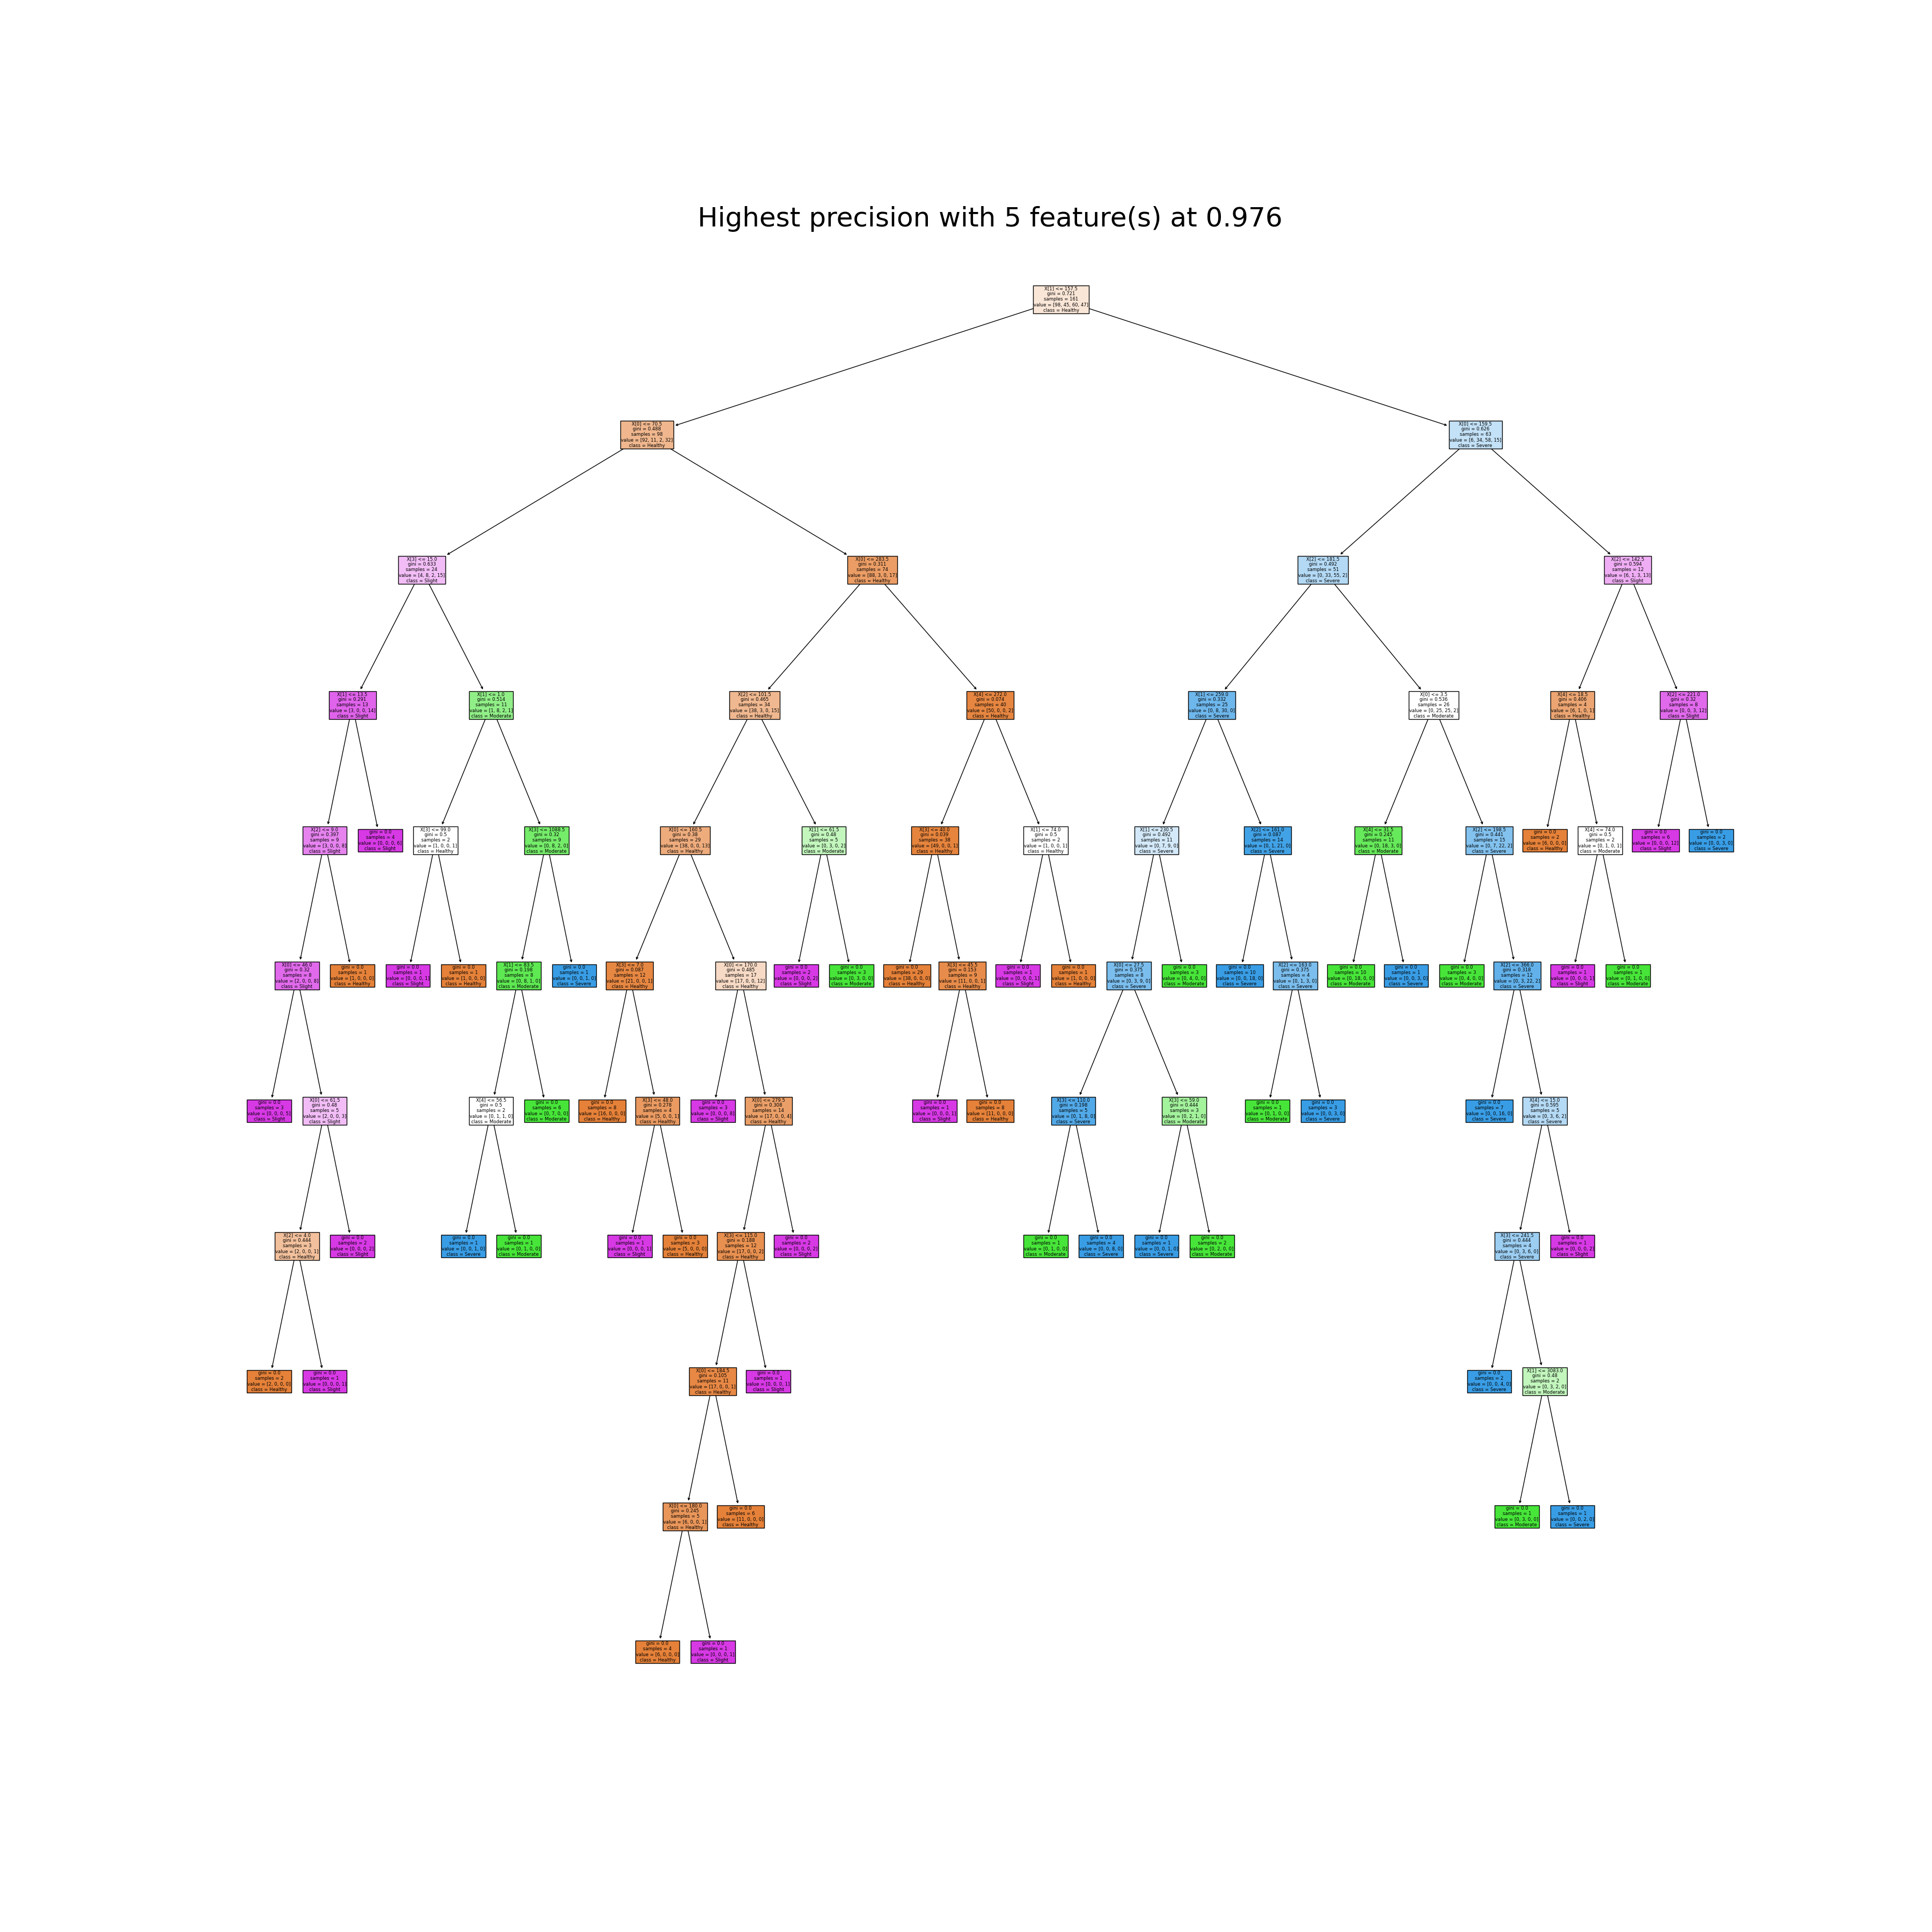 Highest precision with 5 feature(s) at 0.976
X[1] <= 157.5
gini = 0.721
samples = 161
value = [98, 45, 60, 47]
class = Healthy
X[0] <= 70.5
gini = 0.488
samples = 98
value = [92, 11, 2, 32]
class = Healthy
X[0] <= 159.5
gini = 0.626
samples = 63
value = [6, 34, 58, 15]
class = Severe
X[3] <= 15.0
gini = 0.633
samples = 24
value = [4, 8, 2, 15]
class = Slight
X[0] <= 283.5
gini = 0.311
samples = 74
value = [88, 3, 0, 17]
class = Healthy
X[2] <= 181.5
gini = 0.492
samples = 51
value = [0, 33, 55, 2]
class = Severe
X[2] <= 142.5
gini = 0.594
samples = 12
value = [6, 1, 3, 13]
class = Slight
X[1] <= 13.5
gini = 0.291
samples = 13
value = [3, 0, 0, 14]
class = Slight
X[1] <= 1.0
gini = 0.514
samples = 11
value = [1, 8, 2, 1]
class = Moderate
X[2] <= 101.5
gini = 0.465
samples = 34
value = [38, 3, 0, 15]
class = Healthy
X[4] <= 272.0
gini = 0.074
samples = 40
value = [50, 0, 0, 2]
class = Healthy
X[1] <= 259.0
gini = 0.332
samples = 25
value = [0, 8, 30, 0]
class = Severe
X[0] <= 3.5
gini = 0.536
samples = 26
value = [0, 25, 25, 2]
class = Moderate
X[4] <= 18.5
gini = 0.406
samples = 4
value = [6, 1, 0, 1]
class = Healthy
X[2] <= 221.0
gini = 0.32
samples = 8
value = [0, 0, 3, 12]
class = Slight
X[2] <= 9.0
gini = 0.397
samples = 9
value = [3, 0, 0, 8]
class = Slight
gini = 0.0
samples = 4
value = [0, 0, 0, 6]
class = Slight
X[3] <= 99.0
gini = 0.5
samples = 2
value = [1, 0, 0, 1]
class = Healthy
X[3] <= 1088.5
gini = 0.32
samples = 9
value = [0, 8, 2, 0]
class = Moderate
X[0] <= 160.5
gini = 0.38
samples = 29
value = [38, 0, 0, 13]
class = Healthy
X[1] <= 61.5
gini = 0.48
samples = 5
value = [0, 3, 0, 2]
class = Moderate
X[3] <= 40.0
gini = 0.039
samples = 38
value = [49, 0, 0, 1]
class = Healthy
X[1] <= 74.0
gini = 0.5
samples = 2
value = [1, 0, 0, 1]
class = Healthy
X[1] <= 230.5
gini = 0.492
samples = 11
value = [0, 7, 9, 0]
class = Severe
X[2] <= 161.0
gini = 0.087
samples = 14
value = [0, 1, 21, 0]
class = Severe
X[4] <= 31.5
gini = 0.245
samples = 11
value = [0, 18, 3, 0]
class = Moderate
X[2] <= 198.5
gini = 0.441
samples = 15
value = [0, 7, 22, 2]
class = Severe
gini = 0.0
samples = 2
value = [6, 0, 0, 0]
class = Healthy
X[4] <= 74.0
gini = 0.5
samples = 2
value = [0, 1, 0, 1]
class = Moderate
gini = 0.0
samples = 6
value = [0, 0, 0, 12]
class = Slight
gini = 0.0
samples = 2
value = [0, 0, 3, 0]
class = Severe
X[0] <= 46.0
gini = 0.32
samples = 8
value = [2, 0, 0, 8]
class = Slight
gini = 0.0
samples = 1
value = [1, 0, 0, 0]
class = Healthy
gini = 0.0
samples = 1
value = [0, 0, 0, 1]
class = Slight
gini = 0.0
samples = 1
value = [1, 0, 0, 0]
class = Healthy
X[1] <= 83.5
gini = 0.198
samples = 8
value = [0, 8, 1, 0]
class = Moderate
gini = 0.0
samples = 1
value = [0, 0, 1, 0]
class = Severe
X[3] <= 7.0
gini = 0.087
samples = 12
value = [21, 0, 0, 1]
class = Healthy
X[0] <= 170.0
gini = 0.485
samples = 17
value = [17, 0, 0, 12]
class = Healthy
gini = 0.0
samples = 2
value = [0, 0, 0, 2]
class = Slight
gini = 0.0
samples = 3
value = [0, 3, 0, 0]
class = Moderate
gini = 0.0
samples = 29
value = [38, 0, 0, 0]
class = Healthy
X[3] <= 45.5
gini = 0.153
samples = 9
value = [11, 0, 0, 1]
class = Healthy
gini = 0.0
samples = 1
value = [0, 0, 0, 1]
class = Slight
gini = 0.0
samples = 1
value = [1, 0, 0, 0]
class = Healthy
X[0] <= 27.5
gini = 0.375
samples = 8
value = [0, 3, 9, 0]
class = Severe
gini = 0.0
samples = 3
value = [0, 4, 0, 0]
class = Moderate
gini = 0.0
samples = 10
value = [0, 0, 18, 0]
class = Severe
X[2] <= 163.0
gini = 0.375
samples = 4
value = [0, 1, 3, 0]
class = Severe
gini = 0.0
samples = 10
value = [0, 18, 0, 0]
class = Moderate
gini = 0.0
samples = 1
value = [0, 0, 3, 0]
class = Severe
gini = 0.0
samples = 3
value = [0, 4, 0, 0]
class = Moderate
X[2] <= 366.0
gini = 0.318
samples = 12
value = [0, 3, 22, 2]
class = Severe
gini = 0.0
samples = 1
value = [0, 0, 0, 1]
class = Slight
gini = 0.0
samples = 1
value = [0, 1, 0, 0]
class = Moderate
gini = 0.0
samples = 3
value = [0, 0, 0, 5]
class = Slight
X[0] <= 61.5
gini = 0.48
samples = 5
value = [2, 0, 0, 3]
class = Slight
X[4] <= 56.5
gini = 0.5
samples = 2
value = [0, 1, 1, 0]
class = Moderate
gini = 0.0
samples = 6
value = [0, 7, 0, 0]
class = Moderate
gini = 0.0
samples = 8
value = [16, 0, 0, 0]
class = Healthy
X[3] <= 48.0
gini = 0.278
samples = 4
value = [5, 0, 0, 1]
class = Healthy
gini = 0.0
samples = 3
value = [0, 0, 0, 8]
class = Slight
X[0] <= 279.5
gini = 0.308
samples = 14
value = [17, 0, 0, 4]
class = Healthy
gini = 0.0
samples = 1
value = [0, 0, 0, 1]
class = Slight
gini = 0.0
samples = 8
value = [11, 0, 0, 0]
class = Healthy
X[3] <= 110.0
gini = 0.198
samples = 5
value = [0, 1, 8, 0]
class = Severe
X[3] <= 59.0
gini = 0.444
samples = 3
value = [0, 2, 1, 0]
class = Moderate
gini = 0.0
samples = 1
value = [0, 1, 0, 0]
class = Moderate
gini = 0.0
samples = 3
value = [0, 0, 3, 0]
class = Severe
gini = 0.0
samples = 7
value = [0, 0, 16, 0]
class = Severe
X[4] <= 15.0
gini = 0.595
samples = 5
value = [0, 3, 6, 2]
class = Severe
X[2] <= 4.0
gini = 0.444
samples = 3
value = [2, 0, 0, 1]
class = Healthy
gini = 0.0
samples = 2
value = [0, 0, 0, 2]
class = Slight
gini = 0.0
samples = 1
value = [0, 0, 1, 0]
class = Severe
gini = 0.0
samples = 1
value = [0, 1, 0, 0]
class = Moderate
gini = 0.0
samples = 1
value = [0, 0, 0, 1]
class = Slight
gini = 0.0
samples = 3
value = [5, 0, 0, 0]
class = Healthy
X[3] <= 115.0
gini = 0.188
samples = 12
value = [17, 0, 0, 2]
class = Healthy
gini = 0.0
samples = 2
value = [0, 0, 0, 2]
class = Slight
gini = 0.0
samples = 1
value = [0, 1, 0, 0]
class = Moderate
gini = 0.0
samples = 4
value = [0, 0, 8, 0]
class = Severe
gini = 0.0
samples = 1
value = [0, 0, 1, 0]
class = Severe
gini = 0.0
samples = 2
value = [0, 2, 0, 0]
class = Moderate
X[3] <= 241.5
gini = 0.444
samples = 4
value = [0, 3, 6, 0]
class = Severe
gini = 0.0
samples = 1
value = [0, 0, 0, 2]
class = Slight
gini = 0.0
samples = 2
value = [2, 0, 0, 0]
class = Healthy
gini = 0.0
samples = 1
value = [0, 0, 0, 1]
class = Slight
X[0] <= 184.5
gini = 0.105
samples = 11
value = [17, 0, 0, 1]
class = Healthy
gini = 0.0
samples = 1
value = [0, 0, 0, 1]
class = Slight
gini = 0.0
samples = 2
value = [0, 0, 4, 0]
class = Severe
X[1] <= 3083.0
gini = 0.48
samples = 2
value = [0, 3, 2, 0]
class = Moderate
X[0] <= 180.0
gini = 0.245
samples = 5
value = [6, 0, 0, 1]
class = Healthy
gini = 0.0
samples = 6
value = [11, 0, 0, 0]
class = Healthy
gini = 0.0
samples = 1
value = [0, 3, 0, 0]
class = Moderate
gini = 0.0
samples = 1
value = [0, 0, 2, 0]
class = Severe
gini = 0.0
samples = 4
value = [6, 0, 0, 0]
class = Healthy
gini = 0.0
samples = 1
value = [0, 0, 0, 1]
class = Slight